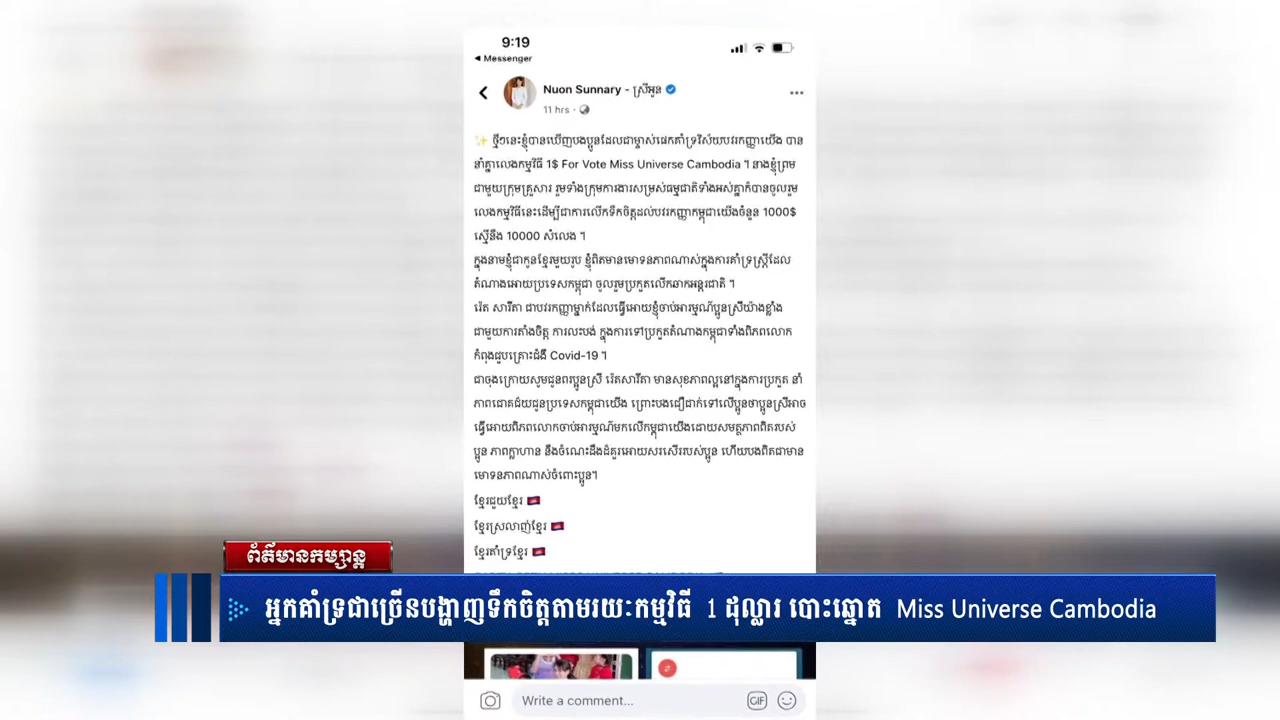 9:19
Messenger
Nuon Sunnary - ស្រីអូន
11 hrs ·
✨ ថ្មីៗនេះខ្ញុំបានឃើញបងប្អូនដែលជាម្ចាស់ផេកគាំទ្រវិស័យបវរកញ្ញាយើង បាន
នាំគ្នាលេងកម្មវិធី 1$ For Vote Miss Universe Cambodia ។ នាងខ្ញុំព្រម
ជាមួយក្រុមគ្រួសារ រួមទាំងក្រុមការងារសម្រស់ធម្មជាតិទាំងអស់គ្នាក៏បានចូលរួម
លេងកម្មវិធីនេះដើម្បីជាការលើកទឹកចិត្តដល់បវរកញ្ញាកម្ពុជាយើងចំនួន 1000$
ស្មើនឹង 10000 សំលេង ។
ក្នុងនាមខ្ញុំជាកូនខ្មែរមួយរូប ខ្ញុំពិតមានមោទនភាពណាស់ក្នុងការគាំទ្រស្ត្រីដែល
តំណាងអោយប្រទេសកម្ពុជា ចូលរួមប្រកួតលើឆាកអន្តរជាតិ ។
រ៉េត សារីតា ជាបវរកញ្ញាម្នាក់ដែលធ្វើអោយខ្ញុំចាប់អារម្មណ៍ប្អូនស្រីយ៉ាងខ្លាំង
ជាមួយការតាំងចិត្ត ការលះបង់ ក្នុងការទៅប្រកួតតំណាងកម្ពុជាទាំងពិភពលោក
កំពុងជួបគ្រោះជំងឺ Covid-19 ។
ជាចុងក្រោយសូមជូនពរប្អូនស្រី រ៉េតសារីតា មានសុខភាពល្អនៅក្នុងការប្រកួត នាំ
ភាពជោគជ័យជូនប្រទេសកម្ពុជាយើង ព្រោះបងជឿជាក់ទៅលើប្អូនថាប្អូនស្រីអាច
ធ្វើអោយពិភពលោកចាប់អារម្មណ៍មកលើកម្ពុជាយើងដោយសមត្ថភាពពិតរបស់
ប្អូន ភាពក្លាហាន នឹងចំណេះដឹងដ៏គួរអោយសរសើររបស់ប្អូន ហើយបងពិតជាមាន
មោទនភាពណាស់ចំពោះប្អូន។
ខ្មែរជួយខ្មែរ 🇰🇭
ខ្មែរស្រលាញ់ខ្មែរ 🇰🇭
ខ្មែរគាំទ្រខ្មែរ 🇰🇭
ព័ត៌មានកម្សាន្ត
អ្នកគាំទ្រជាច្រើនបង្ហាញទឹកចិត្តតាមរយៈកម្មវិធី 1 ដុល្លារ បោះឆ្នោត Miss Universe Cambodia
Write a comment...
GIF